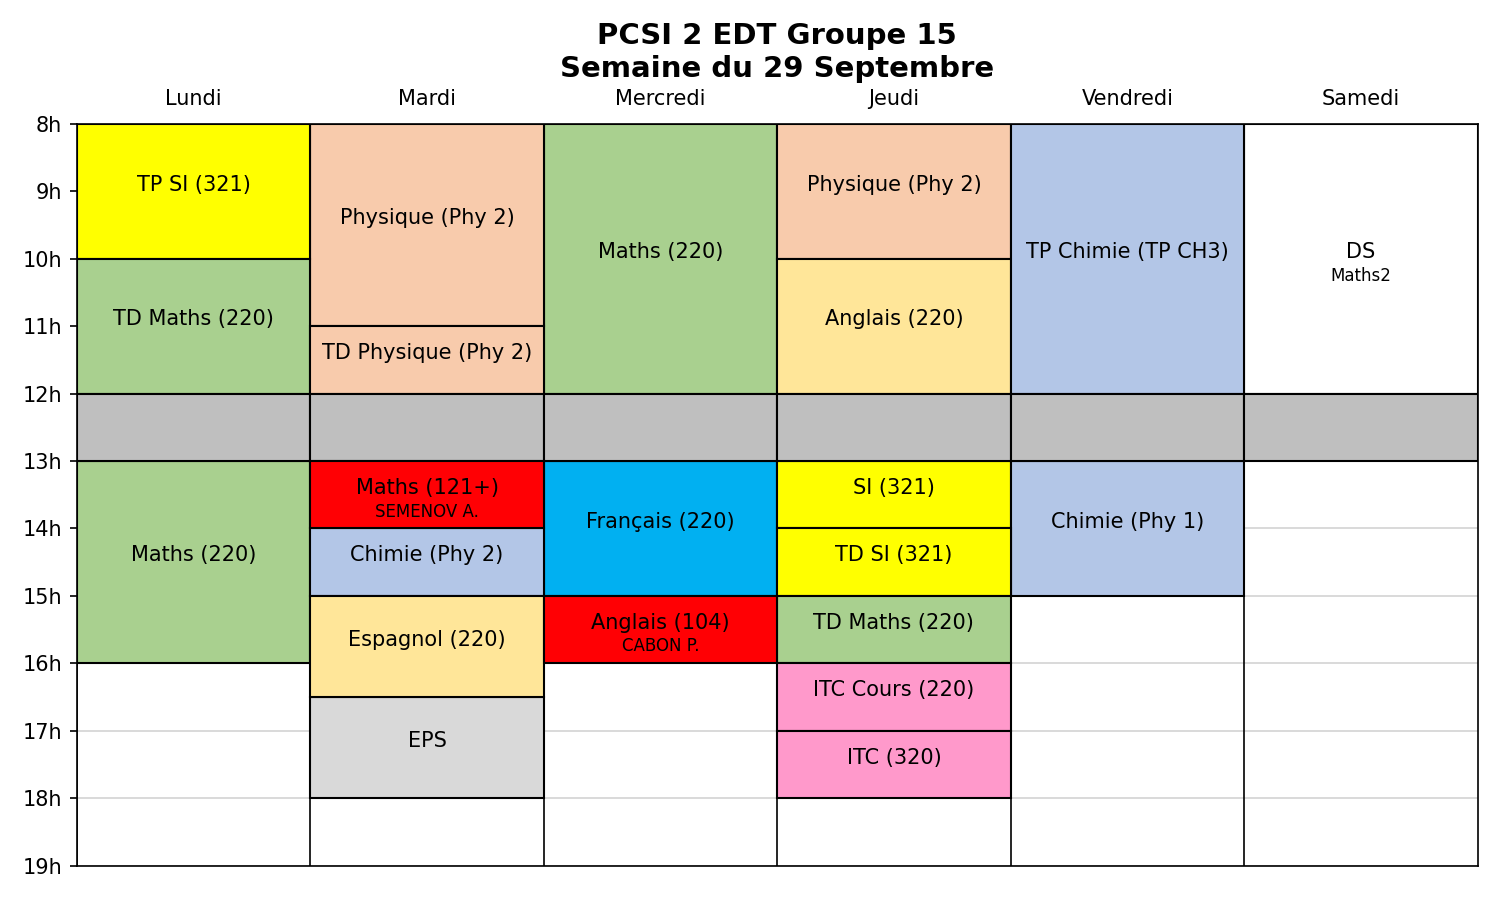 PCSI 2 EDT Groupe 15
Semaine du 29 Septembre
Lundi
Mardi
Mercredi
Jeudi
Vendredi
Samedi
8h
9h
10h
11h
12h
13h
14h
15h
16h
17h
18h
19h
TP SI (321)
TD Maths (220)
Maths (220)
Physique (Phy 2)
TD Physique (Phy 2)
Maths (121+)
SEMENOV A.
Chimie (Phy 2)
Espagnol (220)
EPS
Maths (220)
Français (220)
Anglais (104)
CABON P.
Physique (Phy 2)
Anglais (220)
SI (321)
TD SI (321)
TD Maths (220)
ITC Cours (220)
ITC (320)
TP Chimie (TP CH3)
Chimie (Phy 1)
DS
Maths2